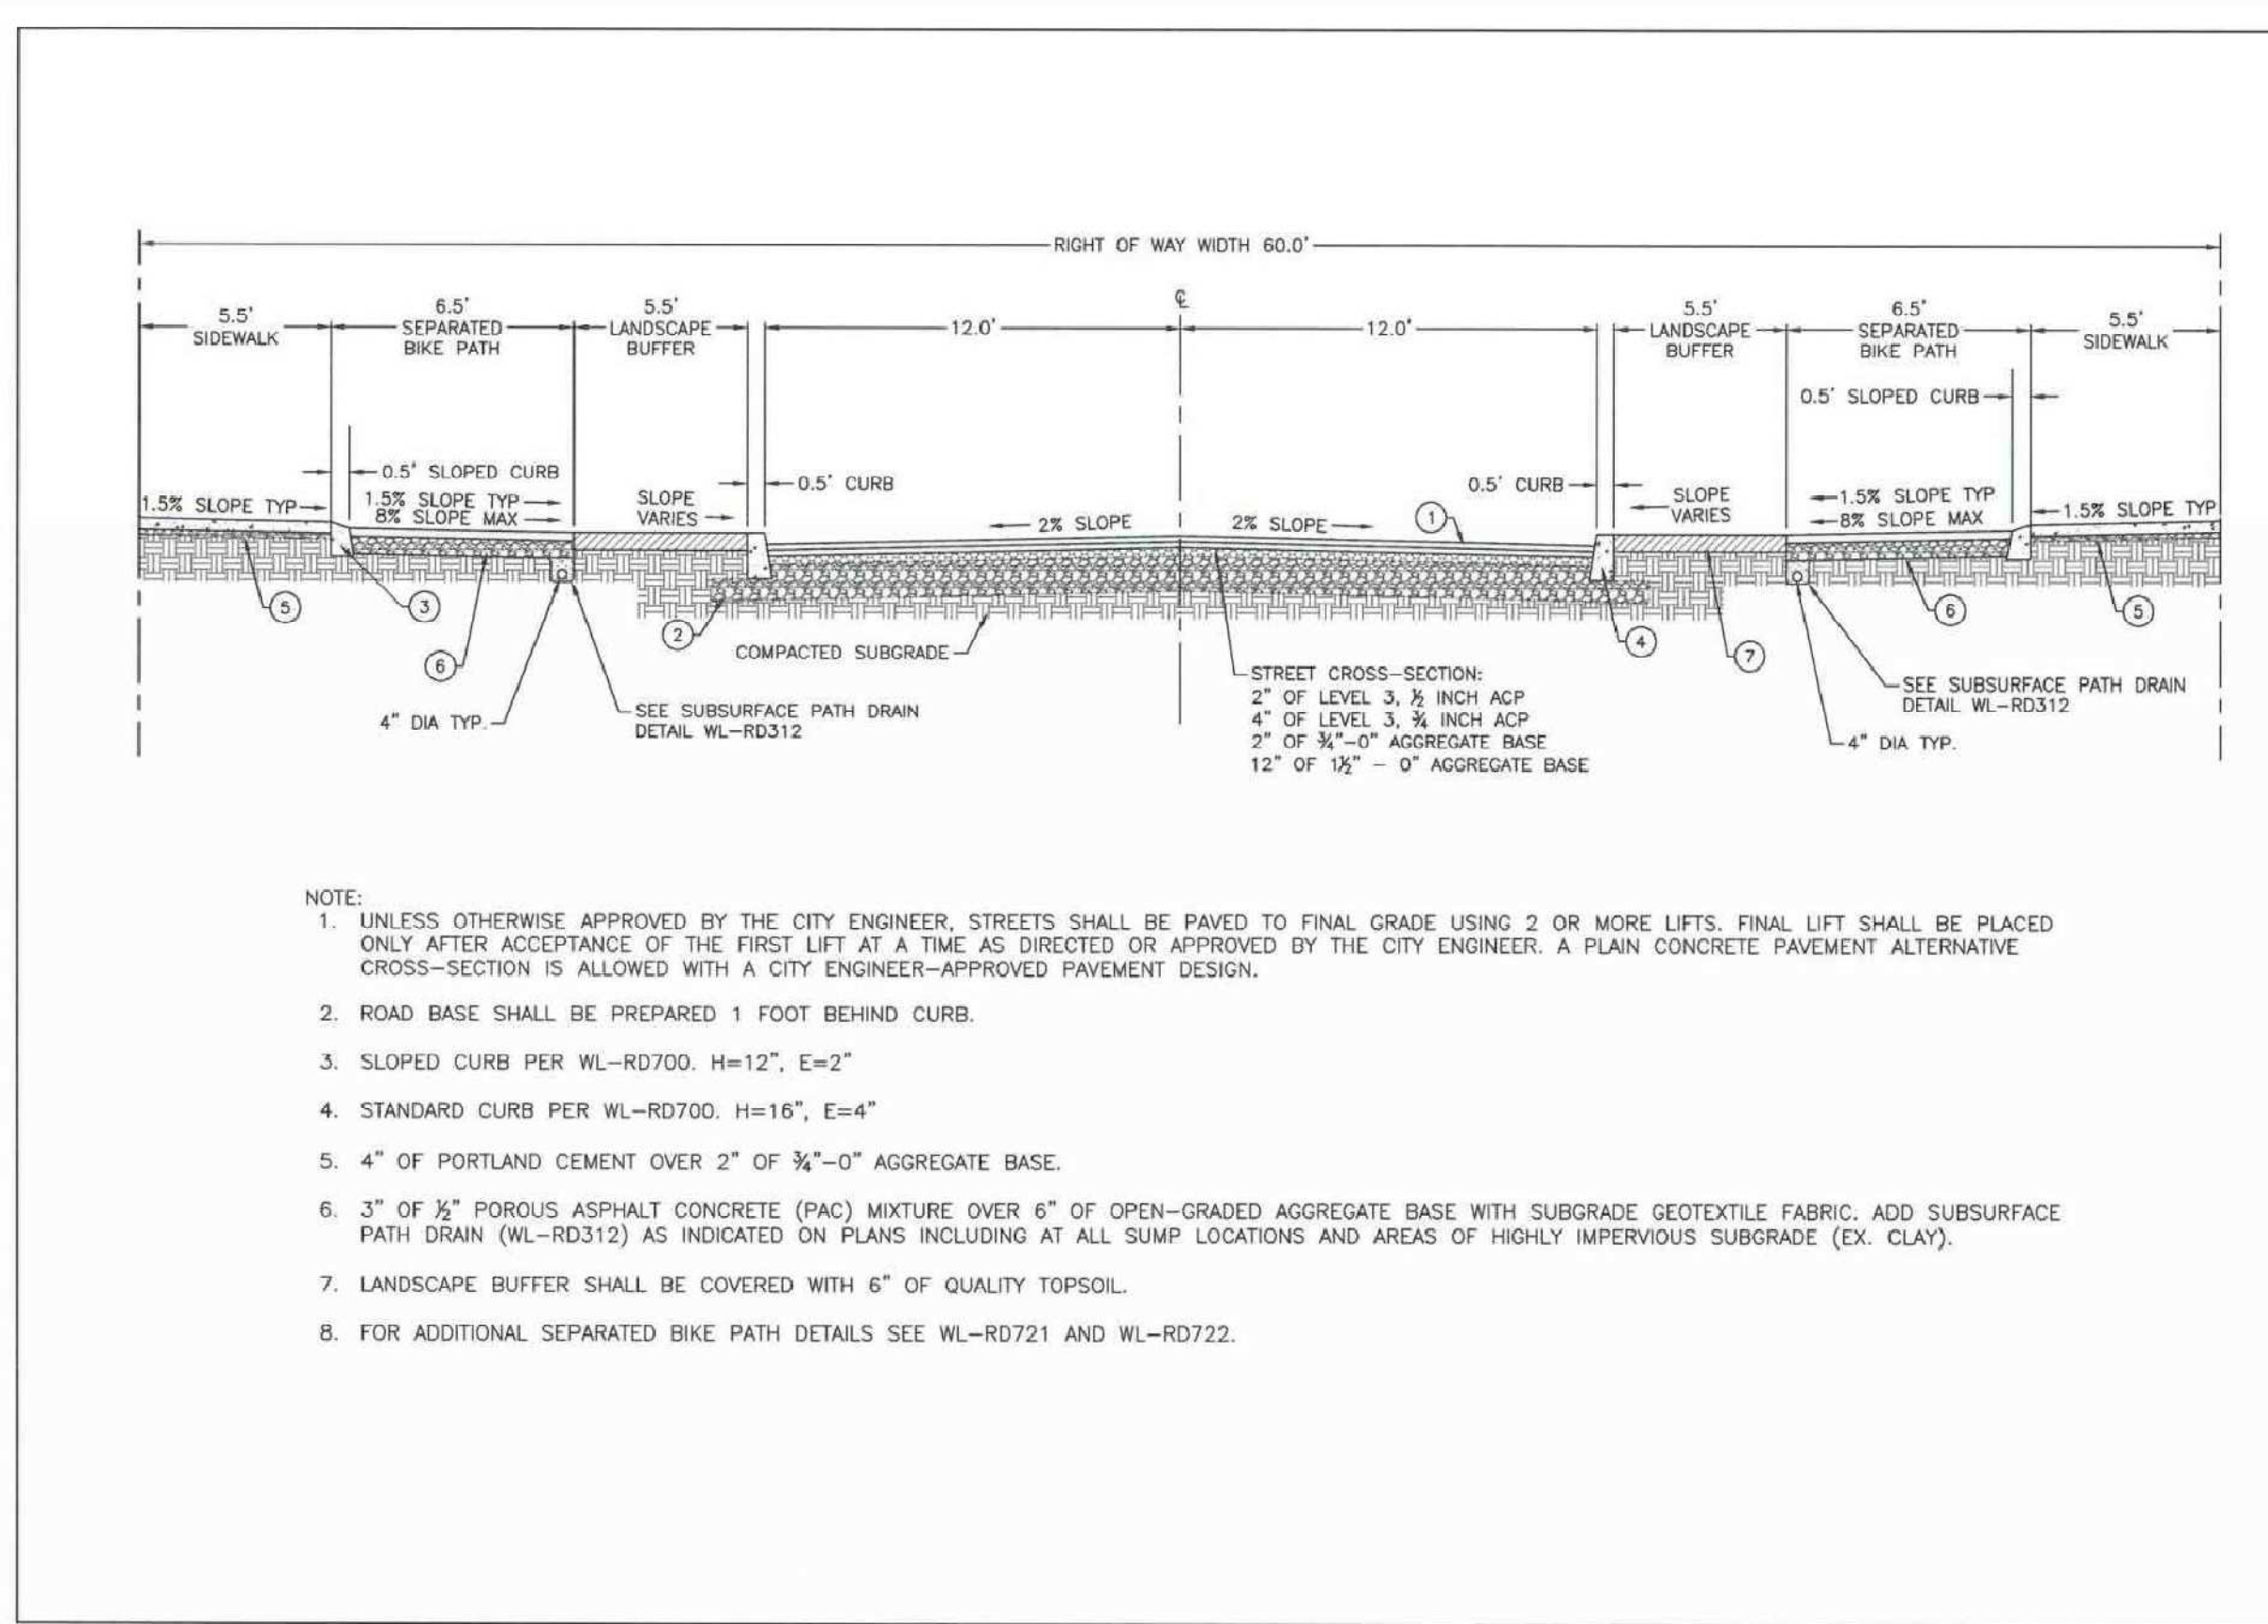 RIGHT OF WAY WIDTH 60.0'
5.5'
SIDEWALK
6.5'
SEPARATED
BIKE PATH
5.5'
LANDSCAPE
BUFFER
12.0'
℄
12.0'
5.5'
LANDSCAPE
BUFFER
6.5'
SEPARATED
BIKE PATH
5.5'
SIDEWALK
0.5' SLOPED CURB
0.5' SLOPED CURB
1.5% SLOPE TYP
1.5% SLOPE TYP
8% SLOPE MAX
SLOPE
VARIES
0.5' CURB
2% SLOPE
2% SLOPE
1
0.5' CURB
SLOPE
VARIES
1.5% SLOPE TYP
8% SLOPE MAX
1.5% SLOPE TYP
5
3
6
2
4
7
6
5
COMPACTED SUBGRADE
4" DIA TYP.
SEE SUBSURFACE PATH DRAIN
DETAIL WL-RD312
STREET CROSS-SECTION:
2" OF LEVEL 3, ½ INCH ACP
4" OF LEVEL 3, ¾ INCH ACP
2" OF ¾"-0" AGGREGATE BASE
12" OF 1½" - 0" AGGREGATE BASE
SEE SUBSURFACE PATH DRAIN
DETAIL WL-RD312
4" DIA TYP.
NOTE:
1. UNLESS OTHERWISE APPROVED BY THE CITY ENGINEER, STREETS SHALL BE PAVED TO FINAL GRADE USING 2 OR MORE LIFTS. FINAL LIFT SHALL BE PLACED
ONLY AFTER ACCEPTANCE OF THE FIRST LIFT AT A TIME AS DIRECTED OR APPROVED BY THE CITY ENGINEER. A PLAIN CONCRETE PAVEMENT ALTERNATIVE
CROSS-SECTION IS ALLOWED WITH A CITY ENGINEER-APPROVED PAVEMENT DESIGN.
2. ROAD BASE SHALL BE PREPARED 1 FOOT BEHIND CURB.
3. SLOPED CURB PER WL-RD700. H=12", E=2"
4. STANDARD CURB PER WL-RD700. H=16", E=4"
5. 4" OF PORTLAND CEMENT OVER 2" OF ¾"-0" AGGREGATE BASE.
6. 3" OF ½" POROUS ASPHALT CONCRETE (PAC) MIXTURE OVER 6" OF OPEN-GRADED AGGREGATE BASE WITH SUBGRADE GEOTEXTILE FABRIC. ADD SUBSURFACE
PATH DRAIN (WL-RD312) AS INDICATED ON PLANS INCLUDING AT ALL SUMP LOCATIONS AND AREAS OF HIGHLY IMPERVIOUS SUBGRADE (EX. CLAY).
7. LANDSCAPE BUFFER SHALL BE COVERED WITH 6" OF QUALITY TOPSOIL.
8. FOR ADDITIONAL SEPARATED BIKE PATH DETAILS SEE WL-RD721 AND WL-RD722.